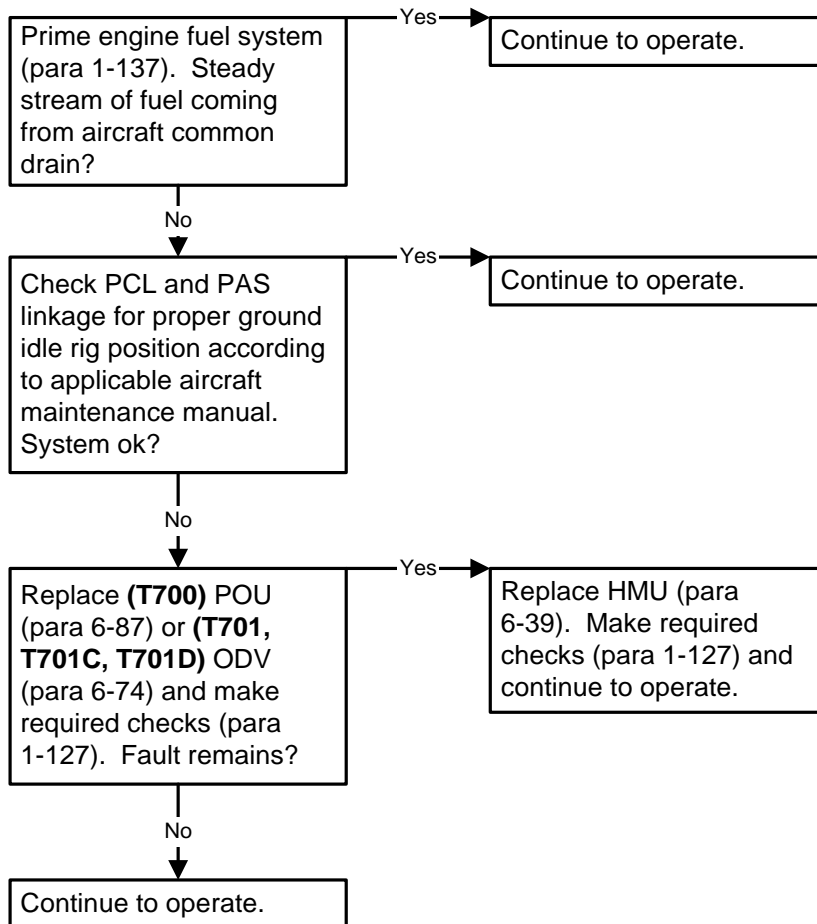 Prime engine fuel system
(para 1-137).  Steady
stream of fuel coming
from aircraft common
drain?
Yes
Continue to operate.
No
Check PCL and PAS
linkage for proper ground
idle rig position according
to applicable aircraft
maintenance manual.
System ok?
Yes
Continue to operate.
No
Replace (T700) POU
(para 6-87) or (T701,
T701C, T701D) ODV
(para 6-74) and make
required checks (para
1-127).  Fault remains?
Yes
Replace HMU (para
6-39).  Make required
checks (para 1-127) and
continue to operate.
No
Continue to operate.